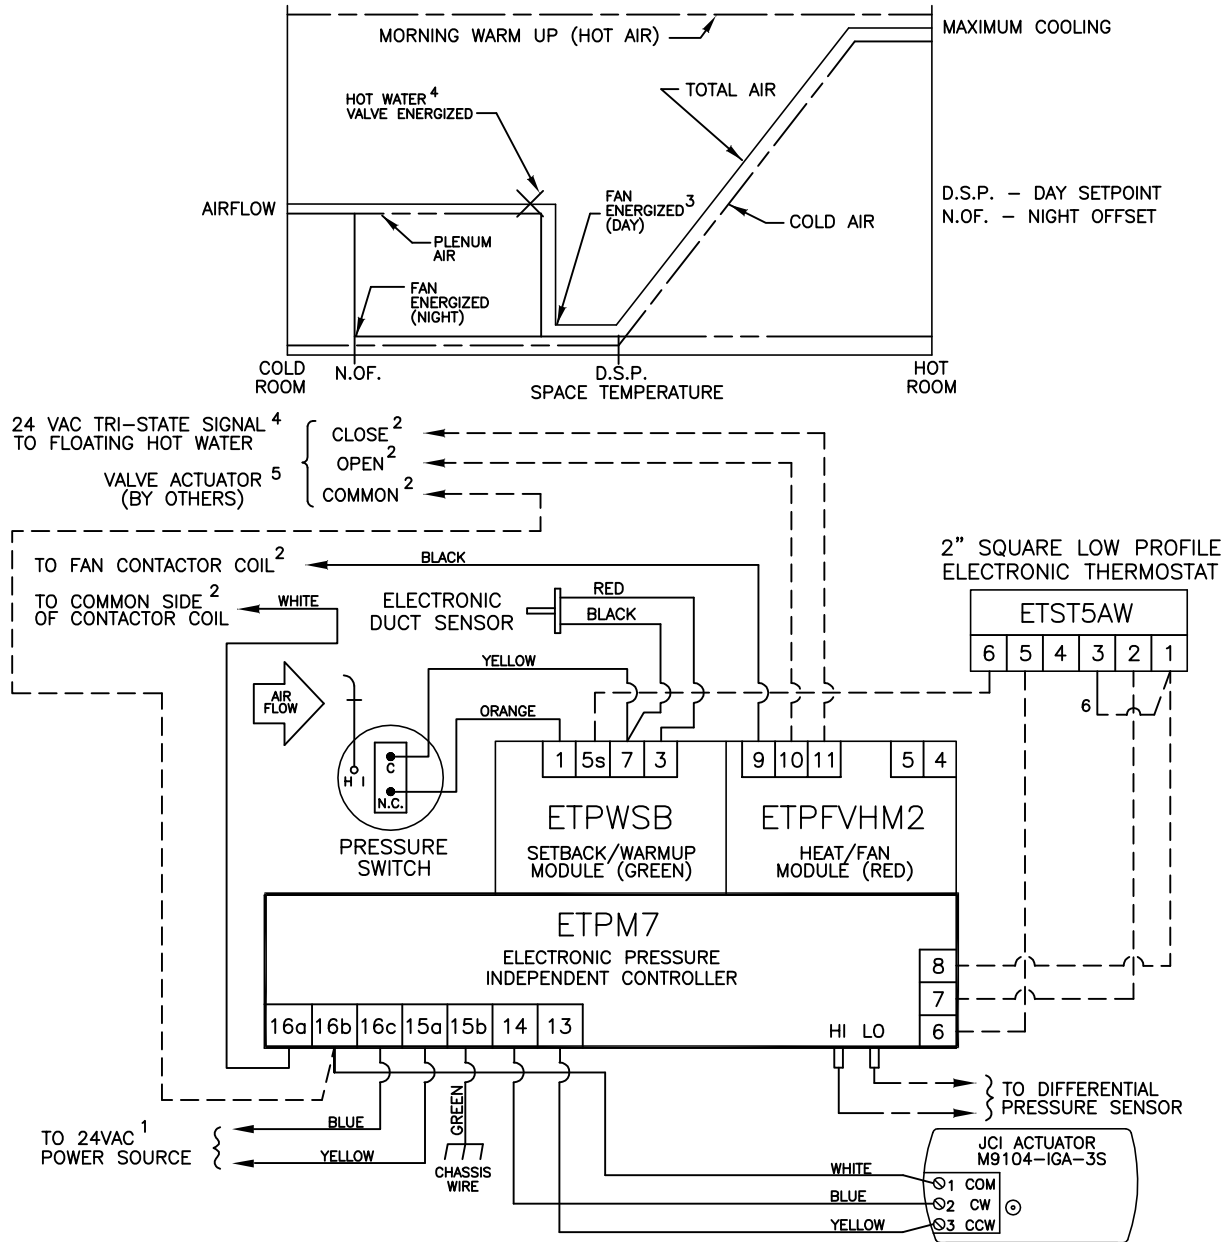 MORNING WARM UP (HOT AIR)
MAXIMUM COOLING
TOTAL AIR
HOT WATER 4
VALVE ENERGIZED
AIRFLOW
FAN
ENERGIZED 3
(DAY)
COLD AIR
D.S.P. – DAY SETPOINT
N.OF. – NIGHT OFFSET
PLENUM
AIR
FAN
ENERGIZED
(NIGHT)
COLD
ROOM
N.OF.
D.S.P.
HOT
ROOM
SPACE TEMPERATURE
24 VAC TRI–STATE SIGNAL 4
TO FLOATING HOT WATER
VALVE ACTUATOR 5
(BY OTHERS)
CLOSE 2
OPEN 2
COMMON 2
TO FAN CONTACTOR COIL 2
BLACK
TO COMMON SIDE 2
OF CONTACTOR COIL
WHITE
ELECTRONIC
DUCT SENSOR
RED
BLACK
2" SQUARE LOW PROFILE
ELECTRONIC THERMOSTAT
ETST5AW
6 5 4 3 2 1
6
YELLOW
ORANGE
AIR
FLOW
H I
C
N.C.
PRESSURE
SWITCH
1 5s 7 3
9 10 11 5 4
ETPWSB
SETBACK/WARMUP
MODULE (GREEN)
ETPFVHM2
HEAT/FAN
MODULE (RED)
ETPM7
ELECTRONIC PRESSURE
INDEPENDENT CONTROLLER
8
7
6
16a 16b 16c 15a 15b 14 13
HI LO
TO DIFFERENTIAL
PRESSURE SENSOR
TO 24VAC 1
POWER SOURCE
BLUE
YELLOW
GREEN
CHASSIS
WIRE
JCI ACTUATOR
M9104–IGA–3S
WHITE
BLUE
YELLOW
1 COM
2 CW
3 CCW